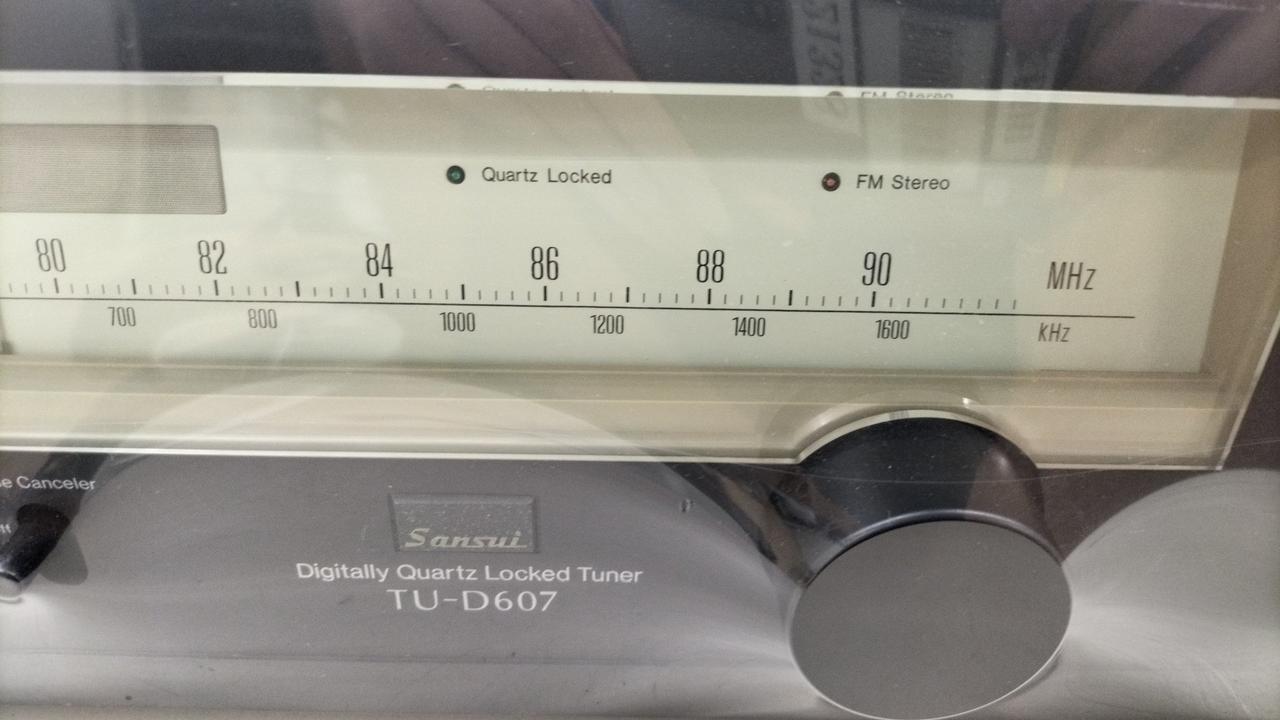 Quartz Locked FM Stereo
80 82 84 86 88 90 MHz
700 800 1000 1200 1400 1600 kHz
Canceler
Sansui
Digitally Quartz Locked Tuner
TU-D607